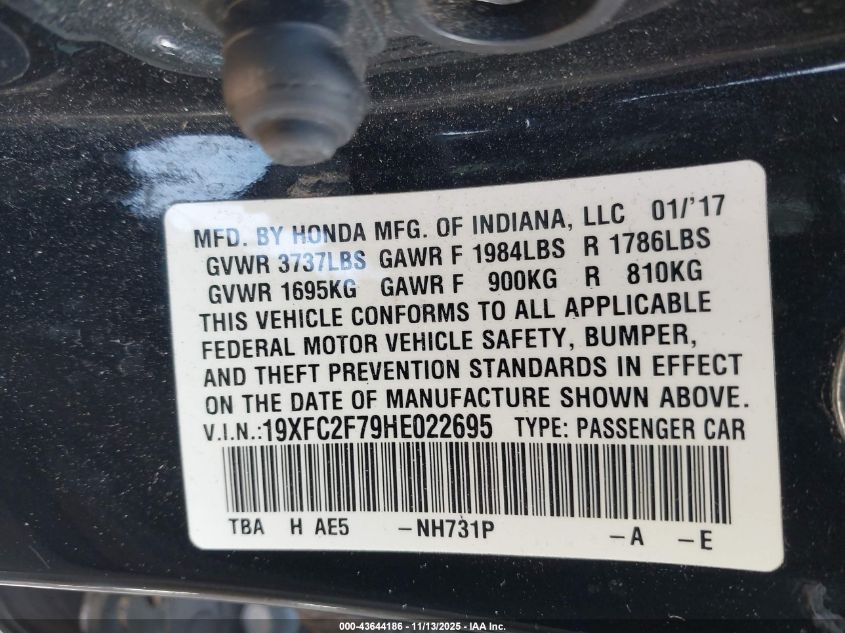 MFD. BY HONDA MFG. OF INDIANA, LLC 01/'17
GVWR 3737LBS GAWR F 1984LBS R 1786LBS
GVWR 1695KG GAWR F 900KG R 810KG
THIS VEHICLE CONFORMS TO ALL APPLICABLE
FEDERAL MOTOR VEHICLE SAFETY, BUMPER,
AND THEFT PREVENTION STANDARDS IN EFFECT
ON THE DATE OF MANUFACTURE SHOWN ABOVE.
V.I.N.:19XFC2F79HE022695 TYPE: PASSENGER CAR
TBA H AE5 -NH731P -A -E
000-43644186 - 11/13/2025 - IAA Inc.